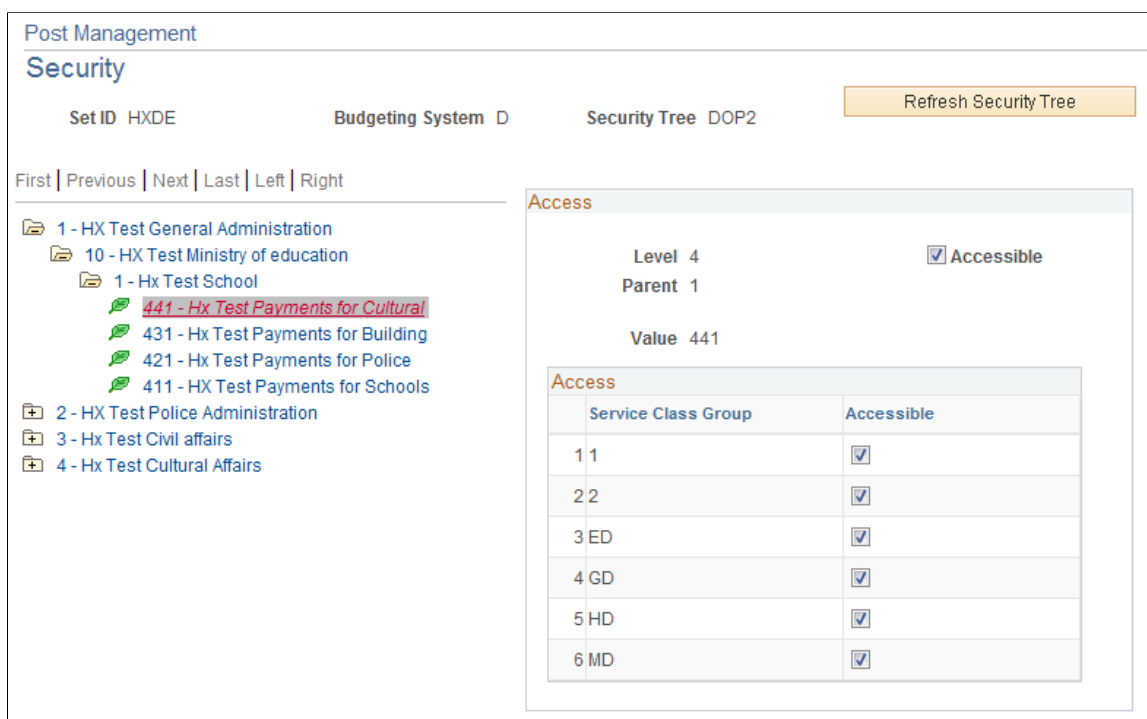 Post Management
Security
Refresh Security Tree
Set ID HXDE Budgeting System D Security Tree DOP2
First | Previous | Next | Last | Left | Right
1 - HX Test General Administration
10 - HX Test Ministry of education
1 - Hx Test School
441 - Hx Test Payments for Cultural
431 - Hx Test Payments for Building
421 - Hx Test Payments for Police
411 - HX Test Payments for Schools
2 - HX Test Police Administration
3 - Hx Test Civil affairs
4 - Hx Test Cultural Affairs
Access
Level 4 Accessible
Parent 1
Value 441
Access
Service Class Group Accessible
1 1
2 2
3 ED
4 GD
5 HD
6 MD